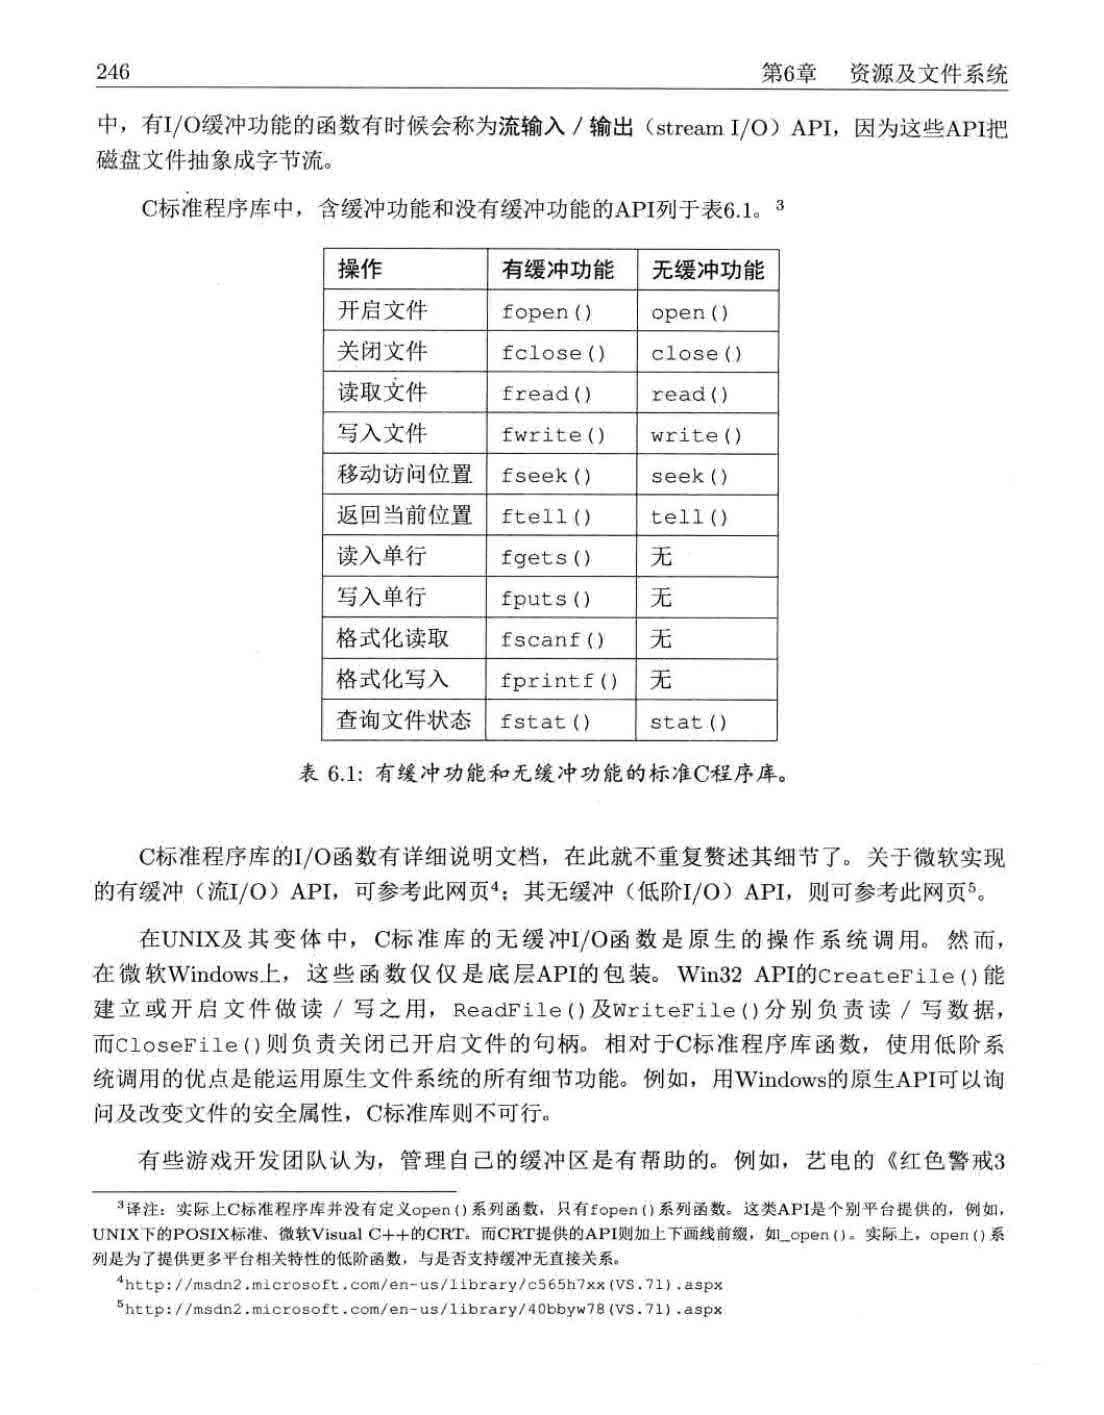 246 第6章 资源及文件系统
中，有I/O缓冲功能的函数有时候会称为流输入 / 输出（stream I/O）API，因为这些API把
磁盘文件抽象成字节流。
C标准程序库中，含缓冲功能和没有缓冲功能的API列于表6.1。3
操作 有缓冲功能 无缓冲功能
开启文件 fopen() open()
关闭文件 fclose() close()
读取文件 fread() read()
写入文件 fwrite() write()
移动访问位置 fseek() seek()
返回当前位置 ftell() tell()
读入单行 fgets() 无
写入单行 fputs() 无
格式化读取 fscanf() 无
格式化写入 fprintf() 无
查询文件状态 fstat() stat()
表 6.1: 有缓冲功能和无缓冲功能的标准C程序库。
C标准程序库的I/O函数有详细说明文档，在此就不重复赘述其细节了。关于微软实现
的有缓冲（流I/O）API，可参考此网页4；其无缓冲（低阶I/O）API，则可参考此网页5。
在UNIX及其变体中，C标准库的无缓冲I/O函数是原生的操作系统调用。然而，
在微软Windows上，这些函数仅仅是底层API的包装。Win32 API的CreateFile()能
建立或开启文件做读 / 写之用，ReadFile()及WriteFile()分别负责读 / 写数据，
而CloseFile()则负责关闭已开启文件的句柄。相对于C标准程序库函数，使用低阶系
统调用的优点是能运用原生文件系统的所有细节功能。例如，用Windows的原生API可以询
问及改变文件的安全属性，C标准库则不可行。
有些游戏开发团队认为，管理自己的缓冲区是有帮助的。例如，艺电的《红色警戒3
3译注：实际上C标准程序库并没有定义open()系列函数，只有fopen()系列函数。这类API是个别平台提供的，例如，
UNIX下的POSIX标准、微软Visual C++的CRT。而CRT提供的API则加上下画线前缀，如_open()。实际上，open()系
列是为了提供更多平台相关特性的低阶函数，与是否支持缓冲无直接关系。
4http://msdn2.microsoft.com/en-us/library/c565h7xx(VS.71).aspx
5http://msdn2.microsoft.com/en-us/library/40bbyw78(VS.71).aspx